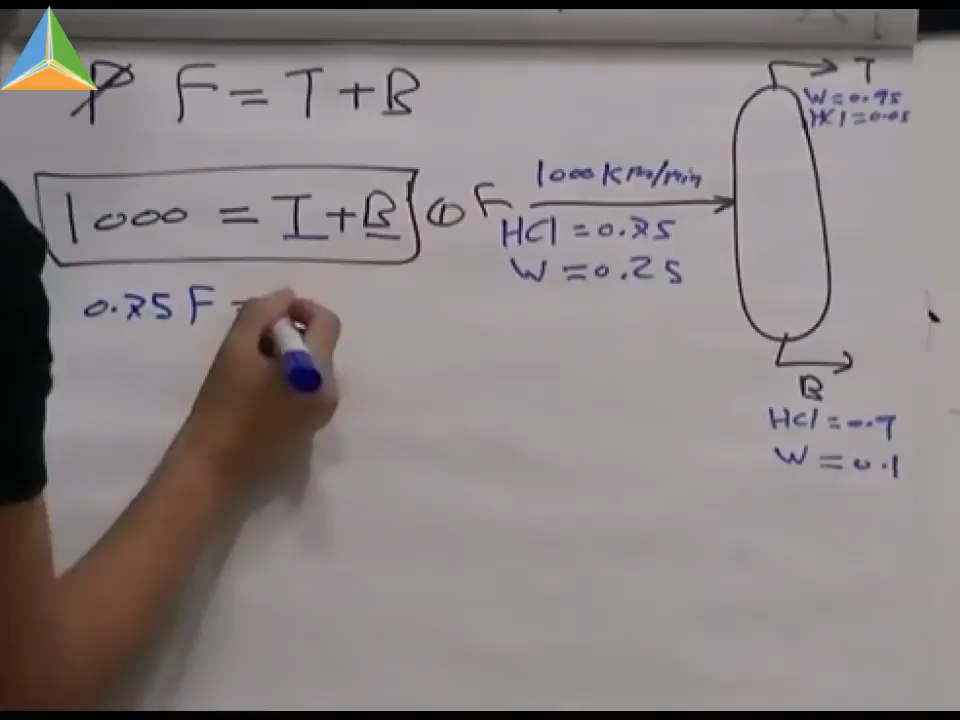 F = T + B
1000 = T + B ①
0.75 F =
F
1000 Km/min
HCl = 0.75
W = 0.25
T
W = 0.95
HCl = 0.05
B
HCl = 0.9
W = 0.1